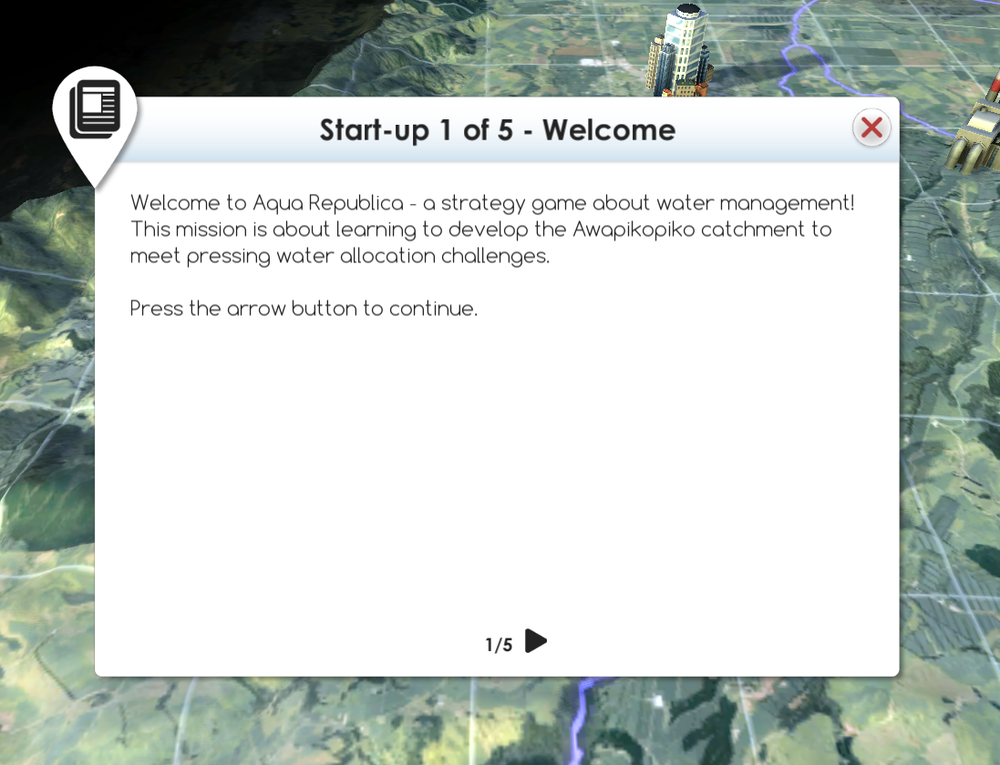 Start-up 1 of 5 - Welcome
Welcome to Aqua Republica - a strategy game about water management!
This mission is about learning to develop the Awapikopiko catchment to
meet pressing water allocation challenges.
Press the arrow button to continue.
1/5